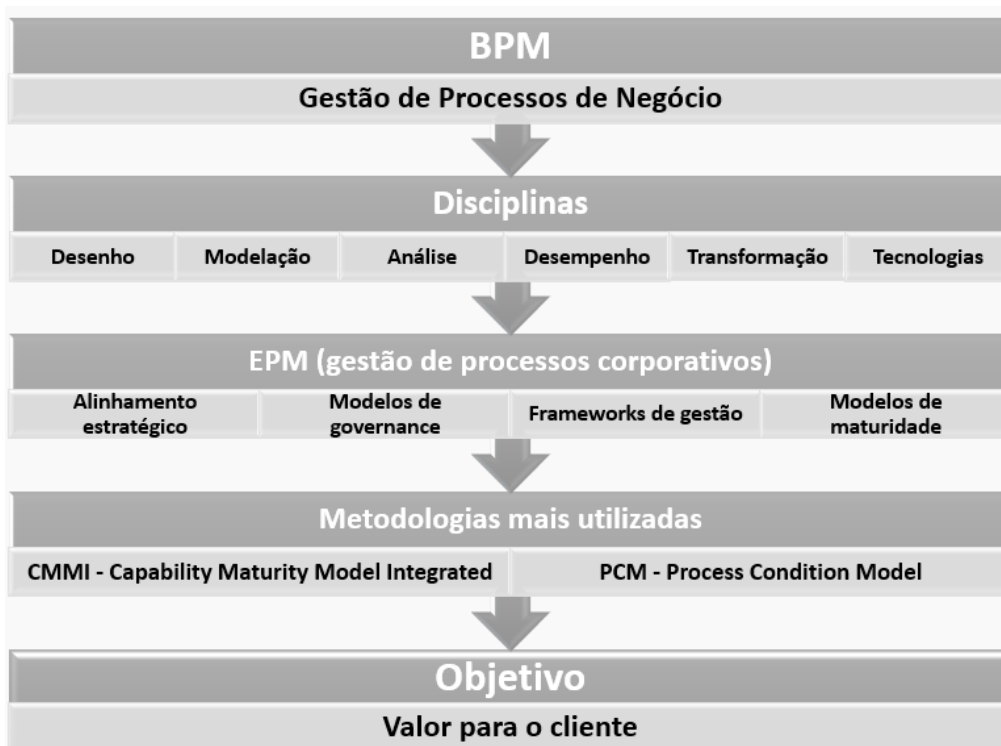 BPM
Gestão de Processos de Negócio
Disciplinas
Desenho Modelação Análise Desempenho Transformação Tecnologias
EPM (gestão de processos corporativos)
Alinhamento
estratégico
Modelos de
governance
Frameworks de gestão
Modelos de
maturidade
Metodologias mais utilizadas
CMMI - Capability Maturity Model Integrated
PCM - Process Condition Model
Objetivo
Valor para o cliente